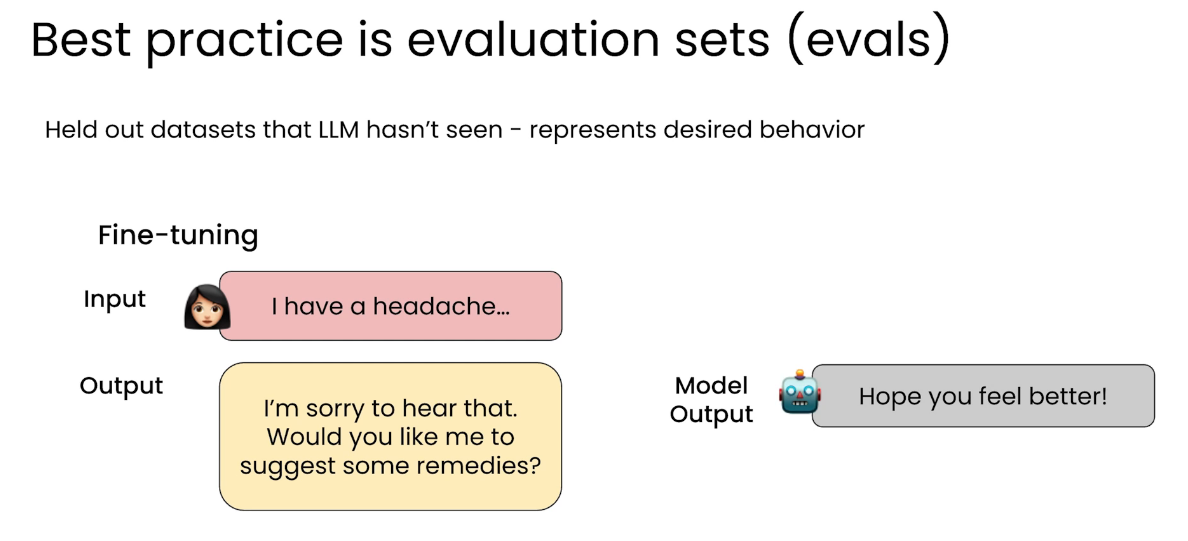 Best practice is evaluation sets (evals)
Held out datasets that LLM hasn't seen - represents desired behavior
Fine-tuning
Input
I have a headache...
Output
I'm sorry to hear that.
Would you like me to
suggest some remedies?
Model
Output
Hope you feel better!